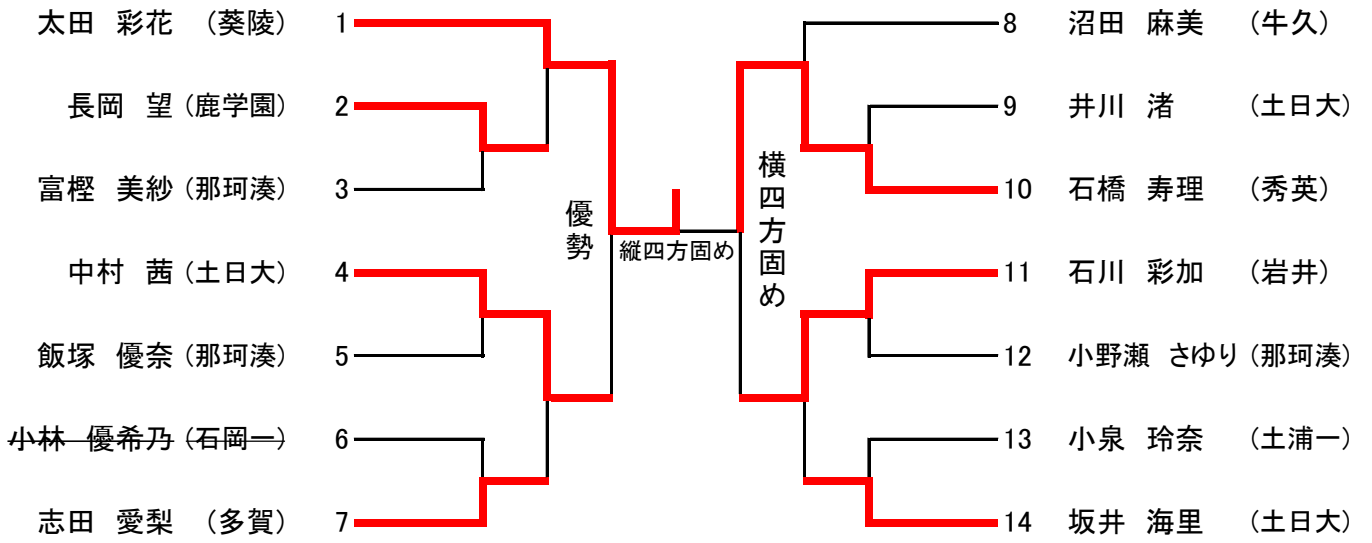 太田 彩花 (葵陵) 1
長岡 望 (鹿学園) 2
富樫 美紗 (那珂湊) 3
中村 茜 (土日大) 4
飯塚 優奈 (那珂湊) 5
小林 優希乃 (石岡一) 6
志田 愛梨 (多賀) 7
優勢
縦四方固め
横四方固め
8 沼田 麻美 (牛久)
9 井川 渚 (土日大)
10 石橋 寿理 (秀英)
11 石川 彩加 (岩井)
12 小野瀬 さゆり (那珂湊)
13 小泉 玲奈 (土浦一)
14 坂井 海里 (土日大)